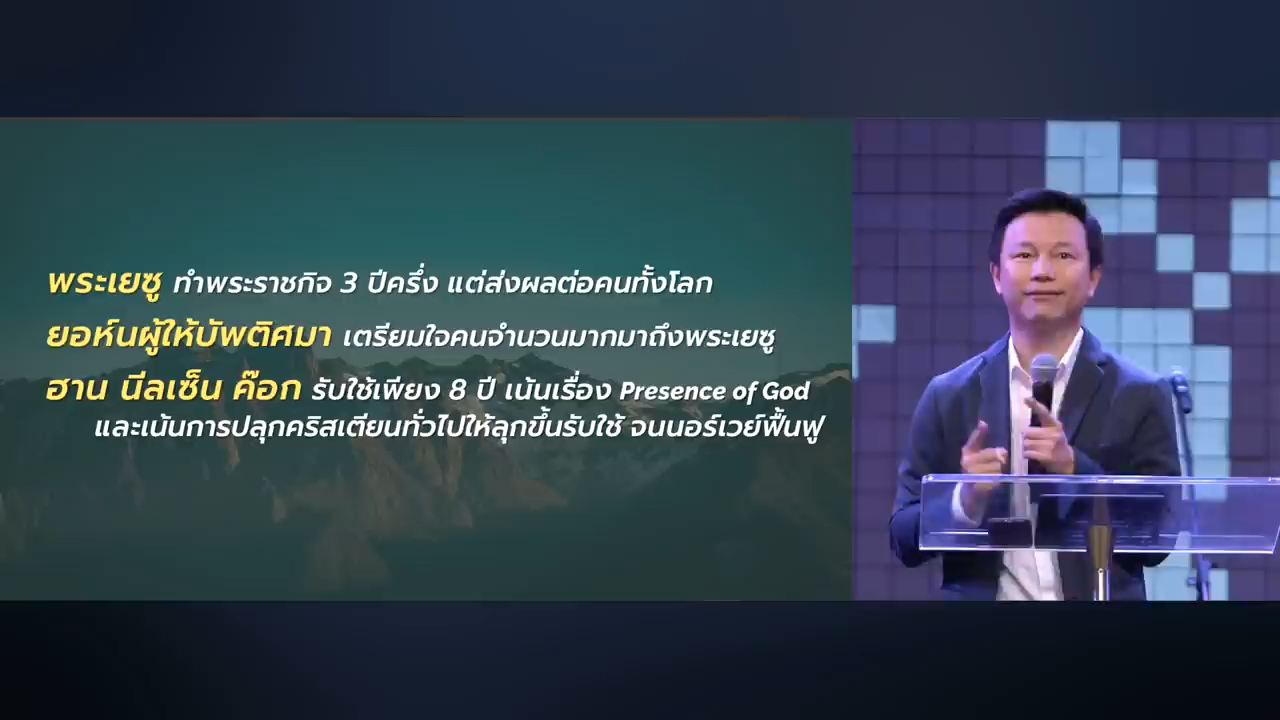 พระเยซู ทำพระราชกิจ 3 ปีครึ่ง แต่ส่งผลต่อคนทั้งโลก
ยอห์นผู้ให้บัพติศมา เตรียมใจคนจำนวนมากมาถึงพระเยซู
ฮาน นีลเซ็น ค๊อก รับใช้เพียง 8 ปี เน้นเรื่อง Presence of God
และเน้นการปลุกคริสเตียนทั่วไปให้ลุกขึ้นรับใช้ จนนอร์เวย์ฟื้นฟู